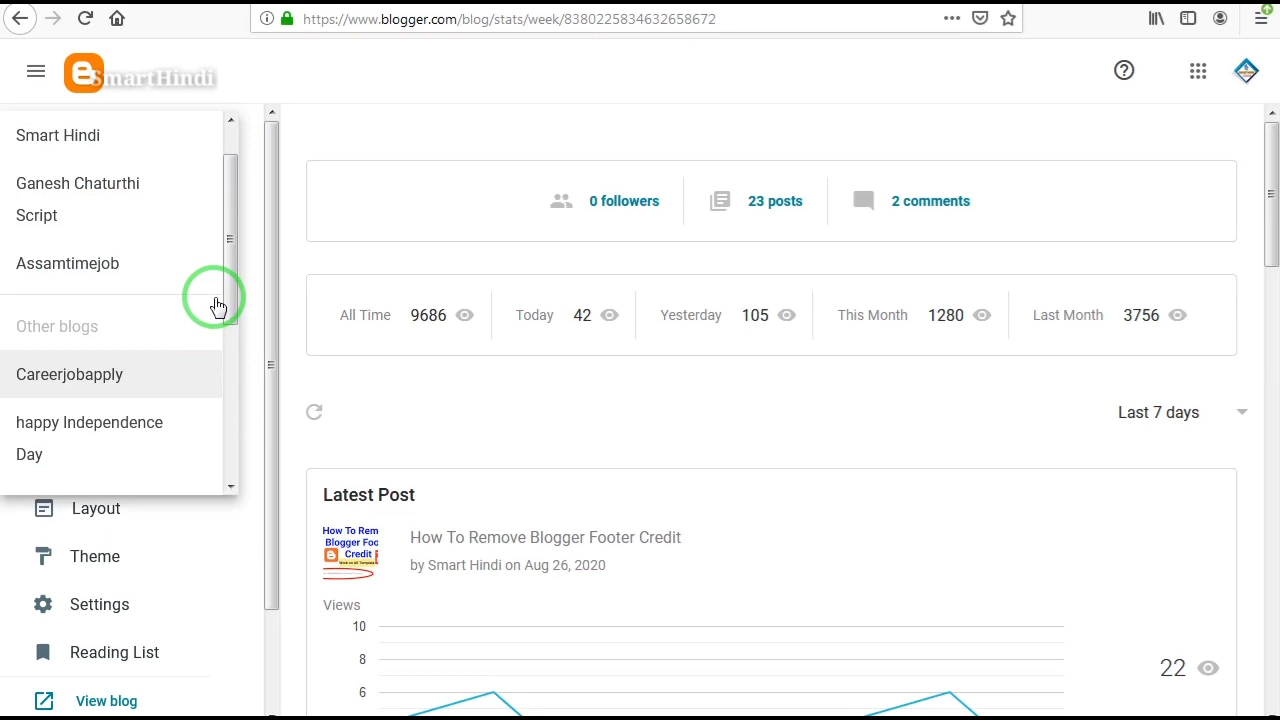 https://www.blogger.com/blog/stats/week/8380225834632658672
SmartHindi
Smart Hindi
Ganesh Chaturthi
Script
Assamtimejob
Other blogs
Careerjobapply
happy Independence
Day
Layout
Theme
Settings
Reading List
View blog
0 followers
23 posts
2 comments
All Time 9686
Today 42
Yesterday 105
This Month 1280
Last Month 3756
Last 7 days
Latest Post
How To Rem
Blogger Foo
Credit
How To Remove Blogger Footer Credit
by Smart Hindi on Aug 26, 2020
Views
10
8
6
22